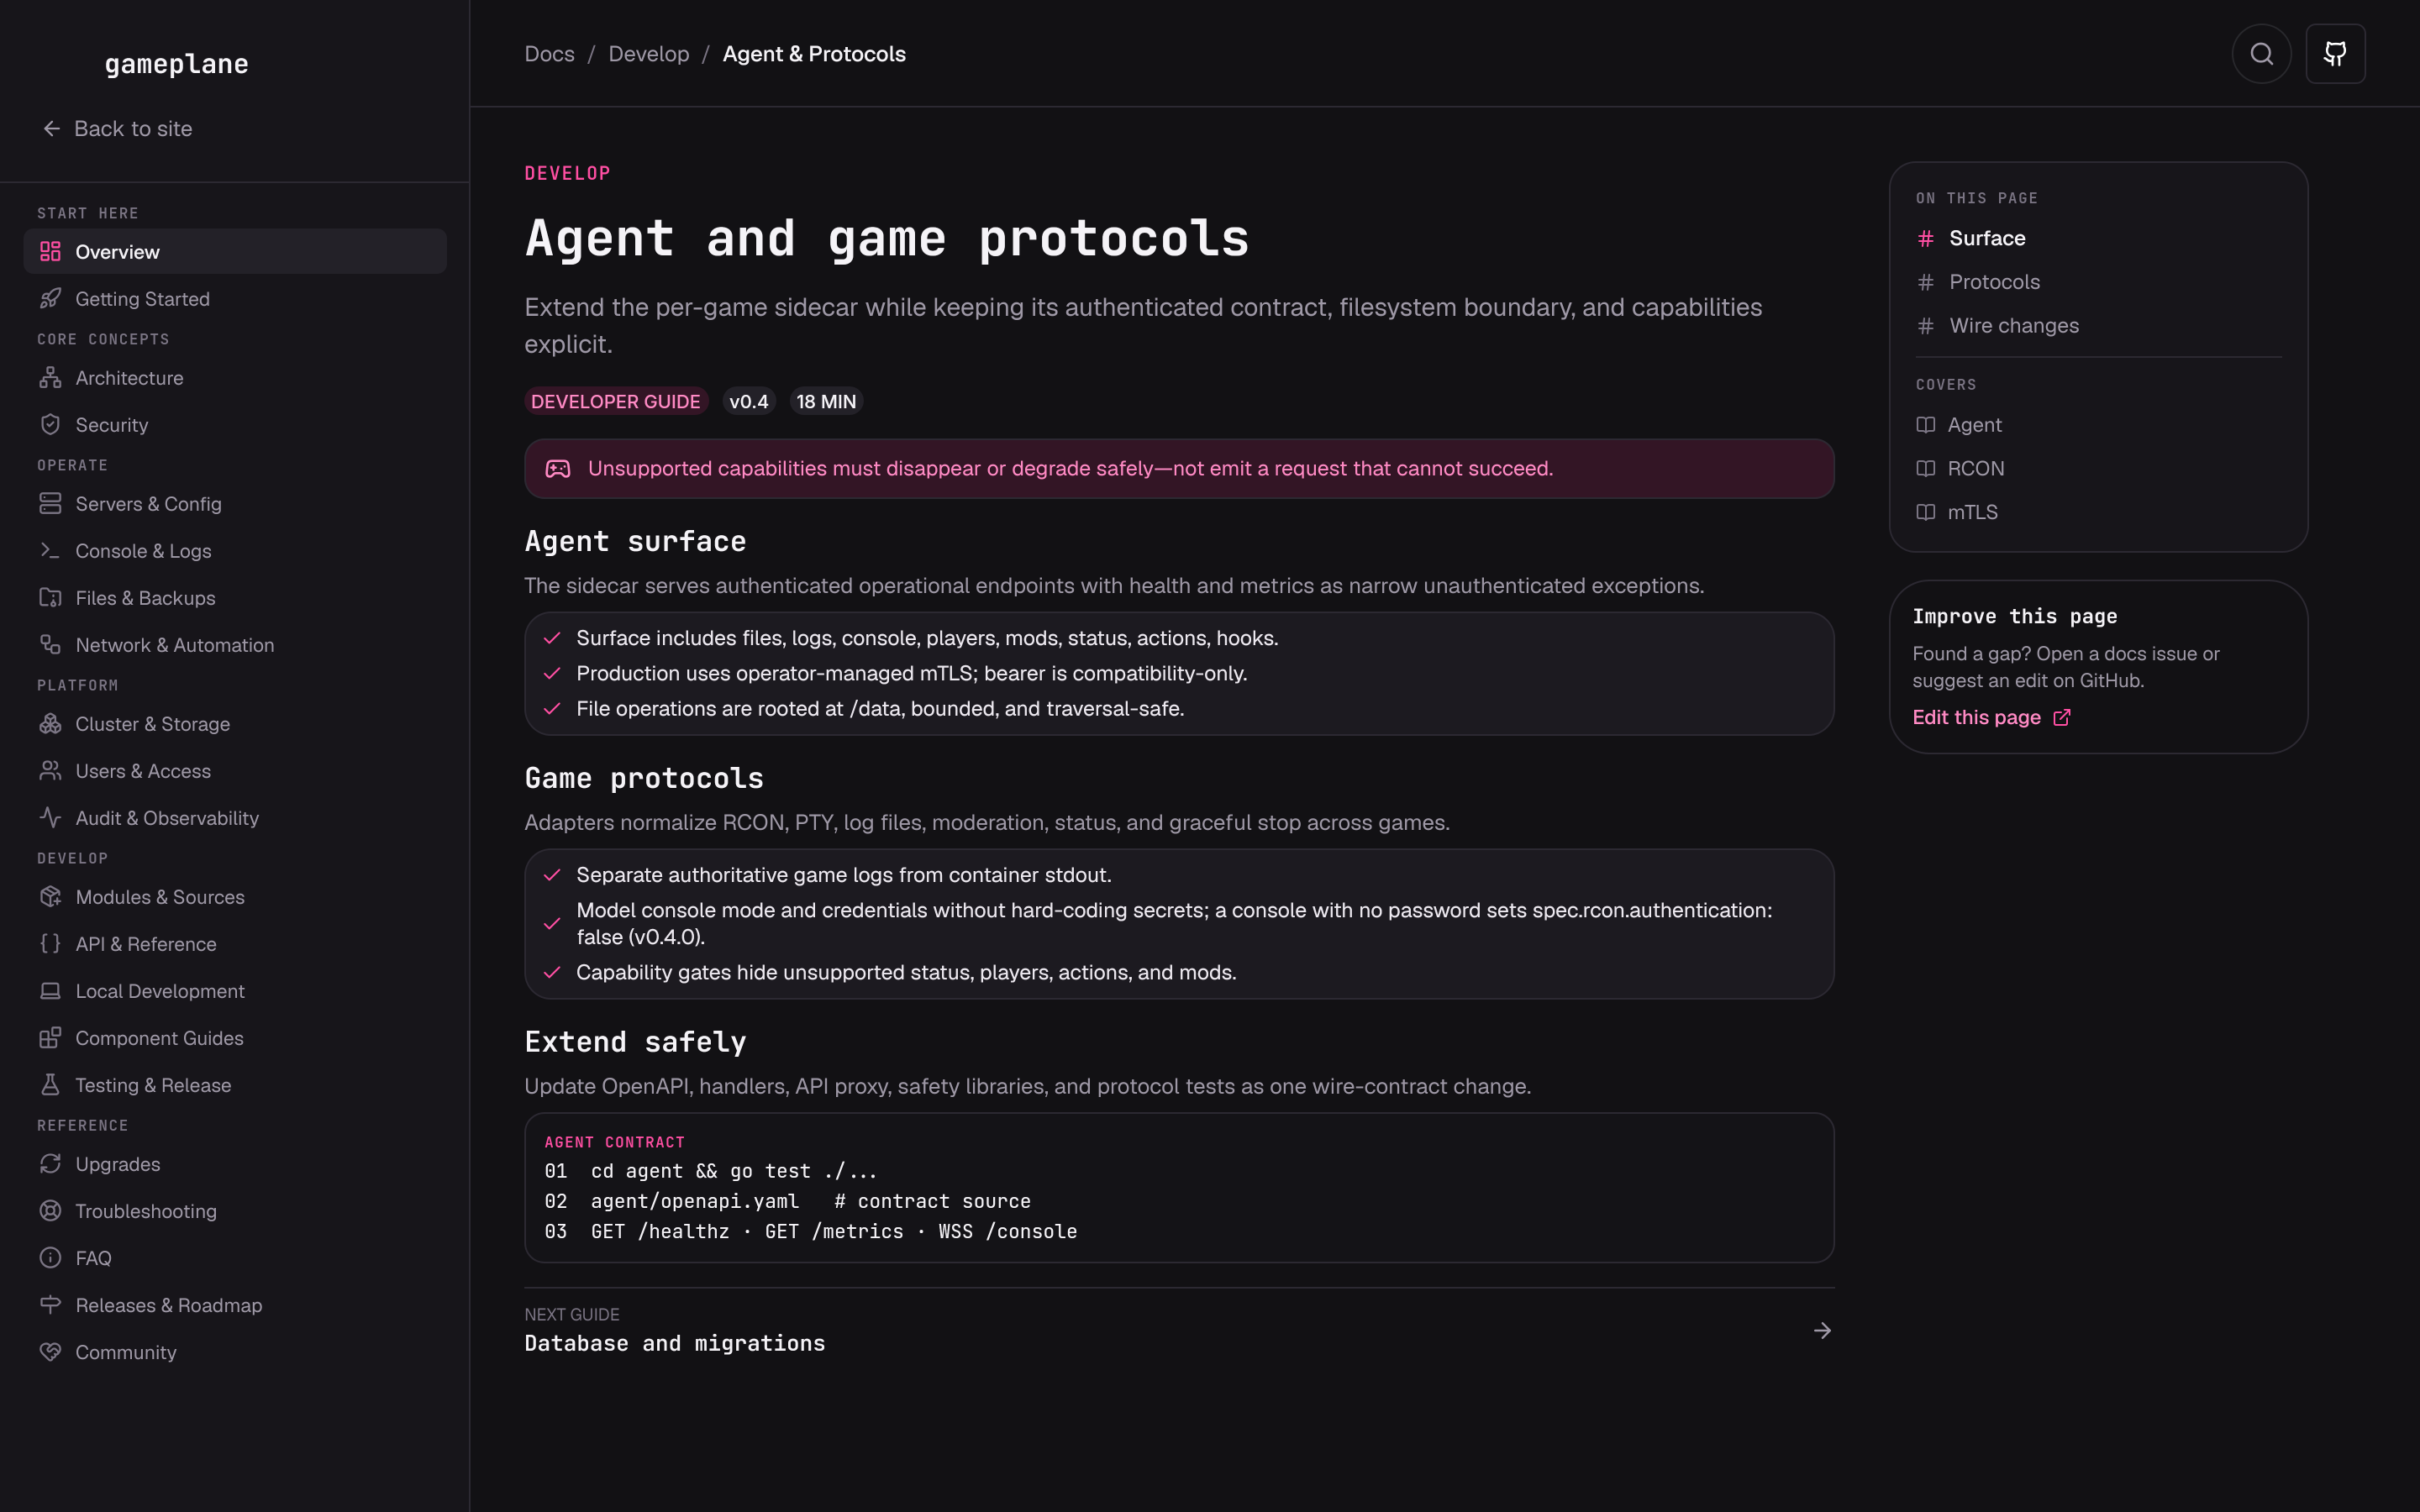 gameplane
Back to site
START HERE
Overview
Getting Started
CORE CONCEPTS
Architecture
Security
OPERATE
Servers & Config
Console & Logs
Files & Backups
Network & Automation
PLATFORM
Cluster & Storage
Users & Access
Audit & Observability
DEVELOP
Modules & Sources
API & Reference
Local Development
Component Guides
Testing & Release
REFERENCE
Upgrades
Troubleshooting
FAQ
Releases & Roadmap
Community
Docs / Develop / Agent & Protocols
DEVELOP
Agent and game protocols
Extend the per-game sidecar while keeping its authenticated contract, filesystem boundary, and capabilities
explicit.
DEVELOPER GUIDE v0.4 18 MIN
Unsupported capabilities must disappear or degrade safely—not emit a request that cannot succeed.
Agent surface
The sidecar serves authenticated operational endpoints with health and metrics as narrow unauthenticated exceptions.
Surface includes files, logs, console, players, mods, status, actions, hooks.
Production uses operator-managed mTLS; bearer is compatibility-only.
File operations are rooted at /data, bounded, and traversal-safe.
Game protocols
Adapters normalize RCON, PTY, log files, moderation, status, and graceful stop across games.
Separate authoritative game logs from container stdout.
Model console mode and credentials without hard-coding secrets; a console with no password sets spec.rcon.authentication:
false (v0.4.0).
Capability gates hide unsupported status, players, actions, and mods.
Extend safely
Update OpenAPI, handlers, API proxy, safety libraries, and protocol tests as one wire-contract change.
AGENT CONTRACT
01 cd agent && go test ./...
02 agent/openapi.yaml # contract source
03 GET /healthz · GET /metrics · WSS /console
NEXT GUIDE
Database and migrations
ON THIS PAGE
# Surface
# Protocols
# Wire changes
COVERS
Agent
RCON
mTLS
Improve this page
Found a gap? Open a docs issue or
suggest an edit on GitHub.
Edit this page